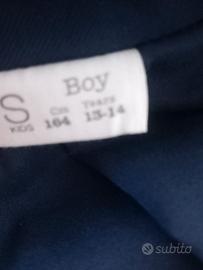 Boy
S Cm Years
KIDS 164 13-14
subito